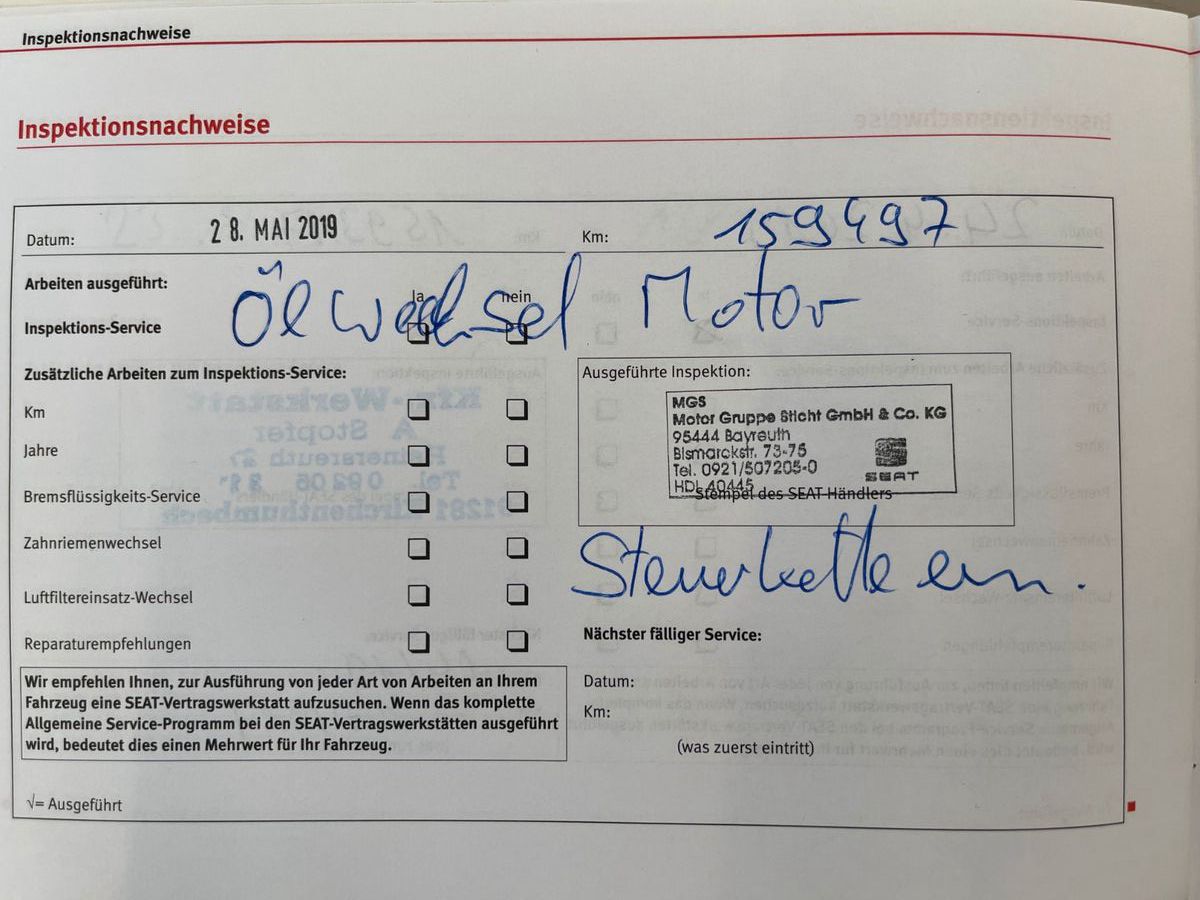 Inspektionsnachweise
Inspektionsnachweise
Datum: 28. MAI 2019 Km: 159497
Arbeiten ausgeführt: ja nein
Ölwechsel Motor
Inspektions-Service
Zusätzliche Arbeiten zum Inspektions-Service:
Km
Jahre
Bremsflüssigkeits-Service
Zahnriemenwechsel
Luftfiltereinsatz-Wechsel
Reparaturempfehlungen
Ausgeführte Inspektion:
MGS
Motor Gruppe Sticht GmbH & Co. KG
95444 Bayreuth
Bismarckstr. 73-75
Tel. 0921/507205-0
HDL 40445
SEAT
Stempel des SEAT-Händlers
Steuerkette ern.
Nächster fälliger Service:
Datum:
Km:
(was zuerst eintritt)
Wir empfehlen Ihnen, zur Ausführung von jeder Art von Arbeiten an Ihrem
Fahrzeug eine SEAT-Vertragswerkstatt aufzusuchen. Wenn das komplette
Allgemeine Service-Programm bei den SEAT-Vertragswerkstätten ausgeführt
wird, bedeutet dies einen Mehrwert für Ihr Fahrzeug.
√= Ausgeführt